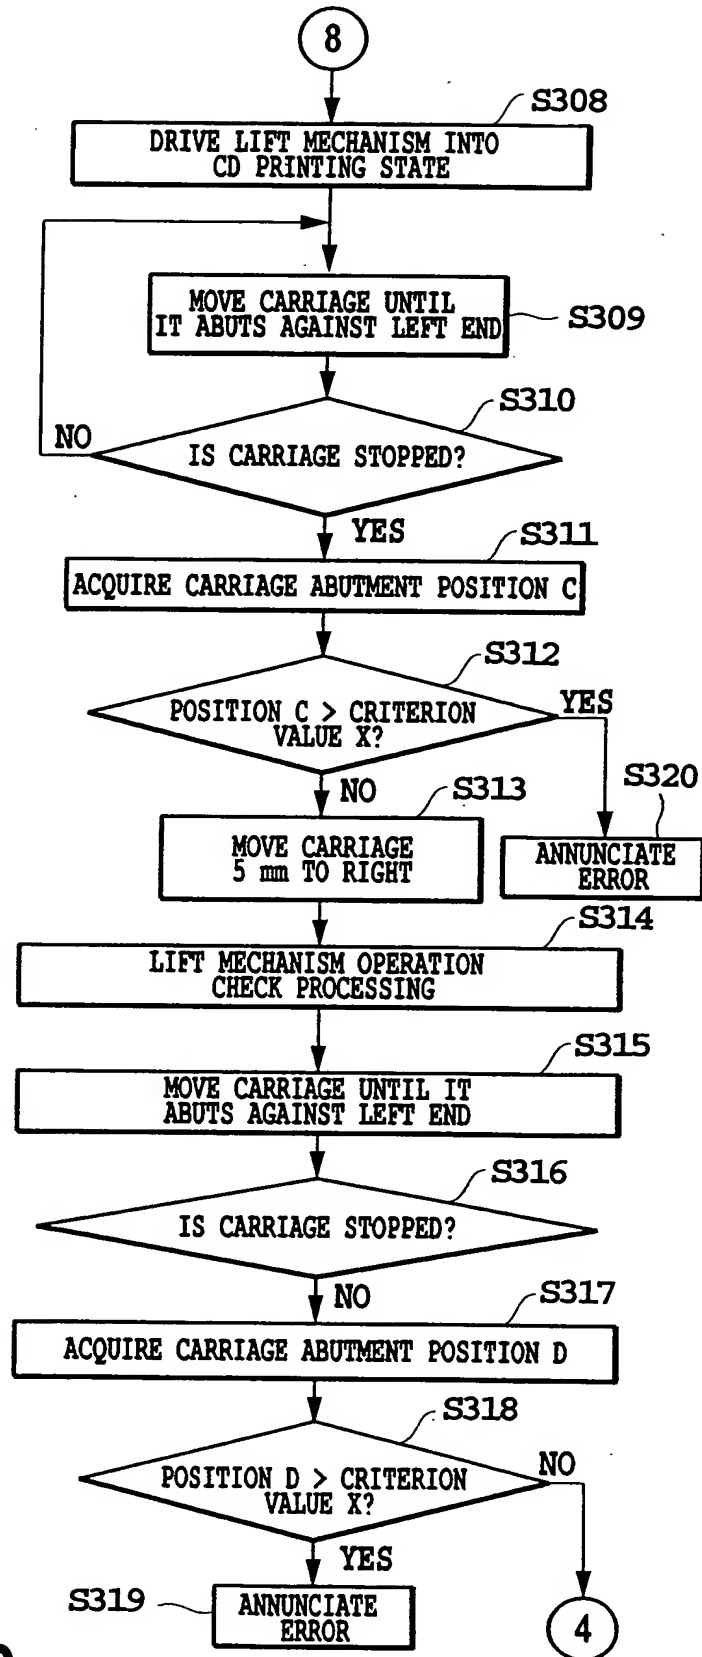 8
S308
DRIVE LIFT MECHANISM INTO
CD PRINTING STATE
MOVE CARRIAGE UNTIL
IT ABUTS AGAINST LEFT END
S309
S310
NO
IS CARRIAGE STOPPED?
YES
S311
ACQUIRE CARRIAGE ABUTMENT POSITION C
S312
POSITION C > CRITERION
VALUE X?
YES
NO
S313
S320
MOVE CARRIAGE
5 mm TO RIGHT
ANNUNCIATE
ERROR
S314
LIFT MECHANISM OPERATION
CHECK PROCESSING
S315
MOVE CARRIAGE UNTIL IT
ABUTS AGAINST LEFT END
S316
IS CARRIAGE STOPPED?
NO
S317
ACQUIRE CARRIAGE ABUTMENT POSITION D
S318
POSITION D > CRITERION
VALUE X?
NO
YES
S319
ANNUNCIATE
ERROR
4